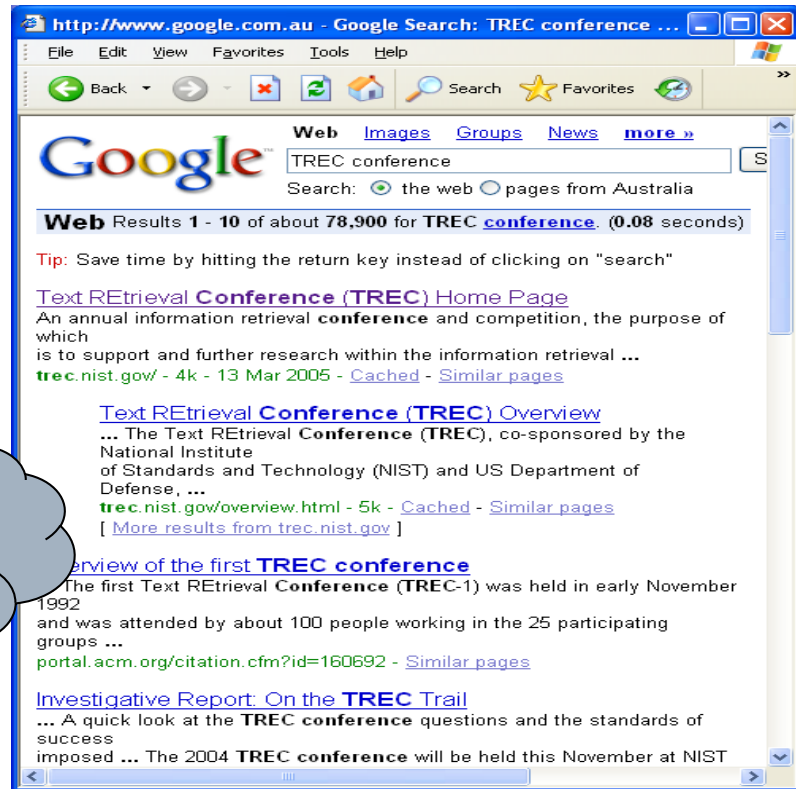 http://www.google.com.au - Google Search: TREC conference ...
File Edit View Favorites Tools Help
Back Search Favorites »
Web Images Groups News more »
Google™
TREC conference
S
Search: the web pages from Australia
Web Results 1 - 10 of about 78,900 for TREC conference. (0.08 seconds)
Tip: Save time by hitting the return key instead of clicking on "search"
Text REtrieval Conference (TREC) Home Page
An annual information retrieval conference and competition, the purpose of
which
is to support and further research within the information retrieval ...
trec.nist.gov/ - 4k - 13 Mar 2005 - Cached - Similar pages
Text REtrieval Conference (TREC) Overview
... The Text REtrieval Conference (TREC), co-sponsored by the
National Institute
of Standards and Technology (NIST) and US Department of
Defense, ...
trec.nist.gov/overview.html - 5k - Cached - Similar pages
[ More results from trec.nist.gov ]
erview of the first TREC conference
The first Text REtrieval Conference (TREC-1) was held in early November
1992
and was attended by about 100 people working in the 25 participating
groups ...
portal.acm.org/citation.cfm?id=160692 - Similar pages
Investigative Report: On the TREC Trail
... A quick look at the TREC conference questions and the standards of
success
imposed ... The 2004 TREC conference will be held this November at NIST